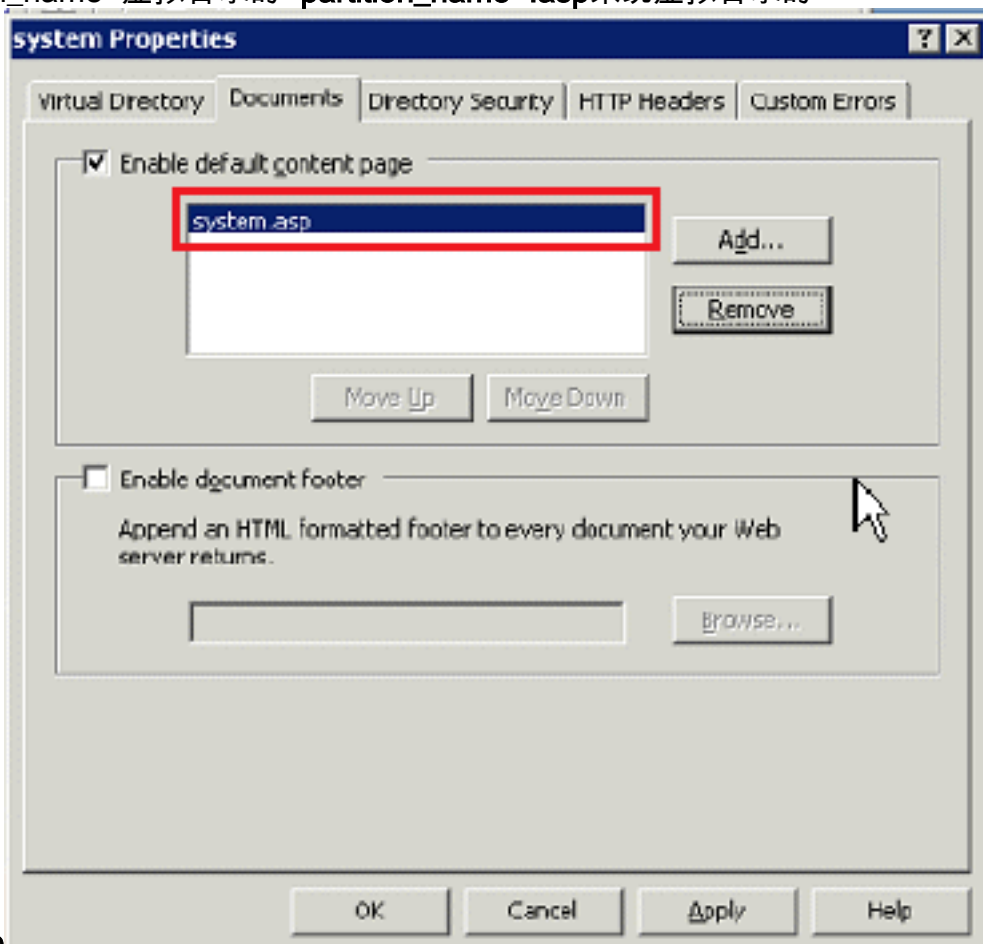 system Properties
Virtual Directory Documents Directory Security HTTP Headers Custom Errors
Enable default content page
system.asp
Add...
Remove
Move Up Move Down
Enable document footer
Append an HTML formatted footer to every document your Web
server returns.
Browse...
OK Cancel Apply Help